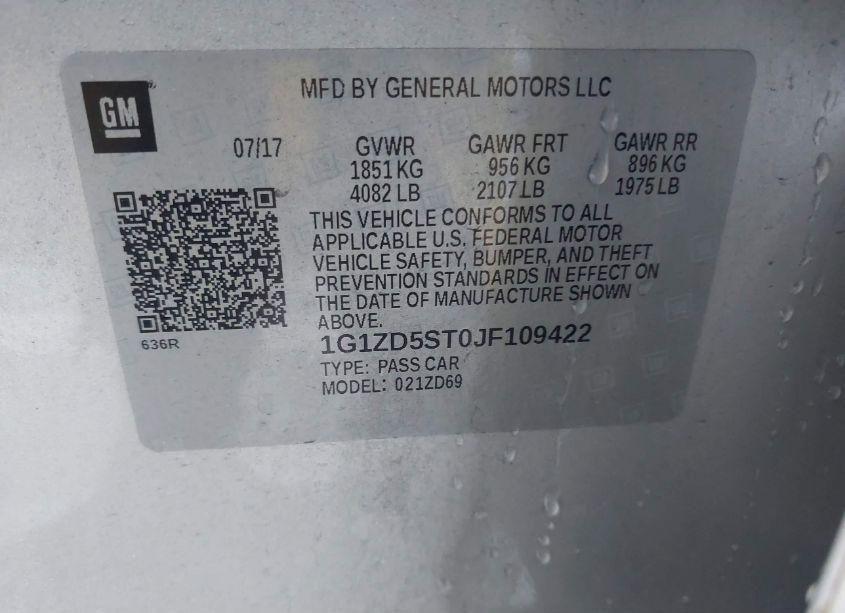 GM
MFD BY GENERAL MOTORS LLC
07/17 GVWR GAWR FRT GAWR RR
1851 KG 956 KG 896 KG
4082 LB 2107 LB 1975 LB
THIS VEHICLE CONFORMS TO ALL
APPLICABLE U.S. FEDERAL MOTOR
VEHICLE SAFETY, BUMPER, AND THEFT
PREVENTION STANDARDS IN EFFECT ON
THE DATE OF MANUFACTURE SHOWN
ABOVE.
636R
1G1ZD5ST0JF109422
TYPE: PASS CAR
MODEL: 021ZD69